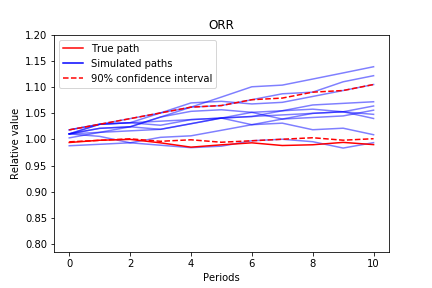 ORR
1.20
1.15
1.10
1.05
1.00
0.95
0.90
0.85
0.80
Relative value
True path
Simulated paths
90% confidence interval
0 2 4 6 8 10
Periods